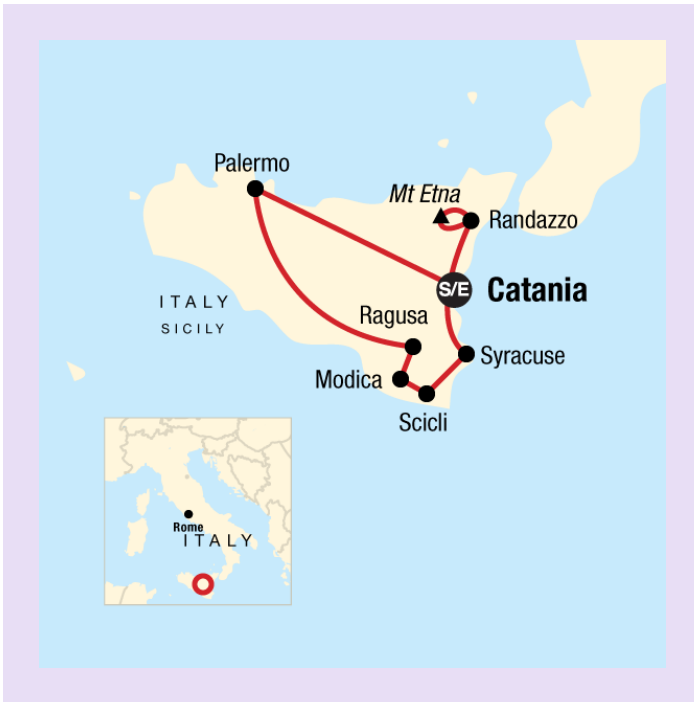 Palermo
Mt Etna
Randazzo
S/E Catania
ITALY
SICILY
Ragusa
Syracuse
Modica
Scicli
Rome
ITALY